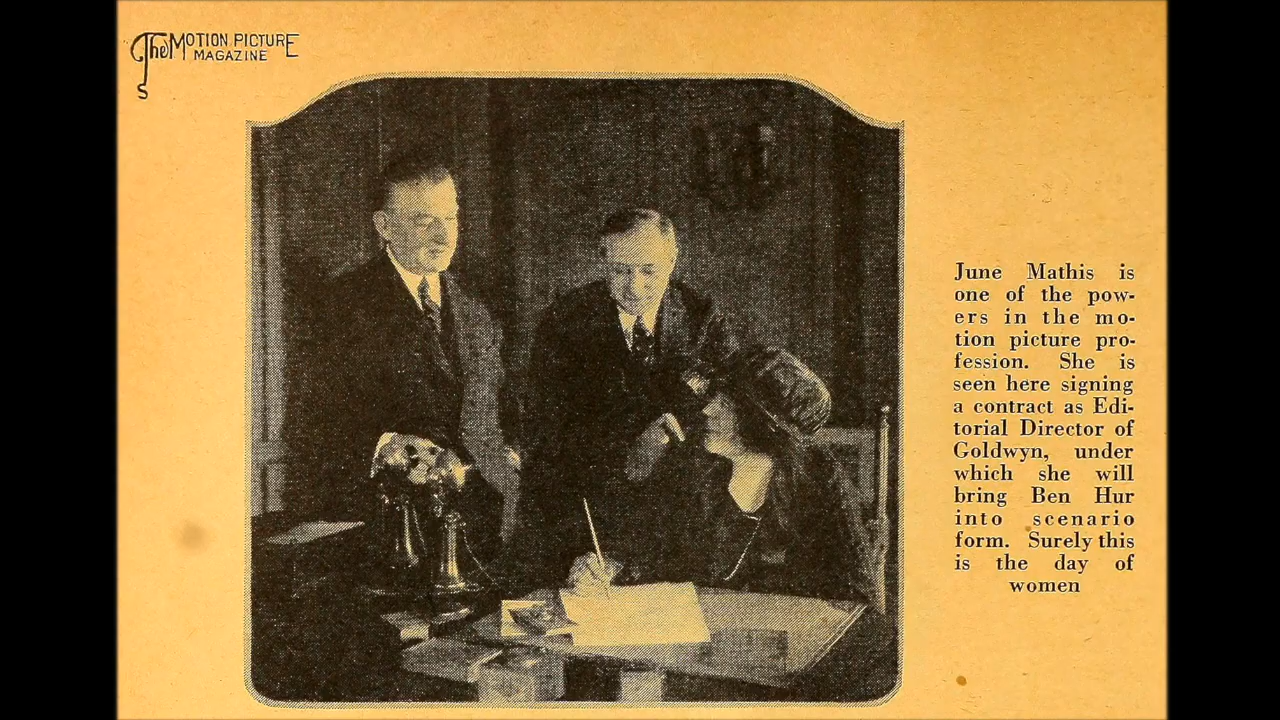 The MOTION PICTURE
MAGAZINE
S
June Mathis is
one of the pow-
ers in the mo-
tion picture pro-
fession. She is
seen here signing
a contract as Edi-
torial Director of
Goldwyn, under
which she will
bring Ben Hur
into scenario
form. Surely this
is the day of
women